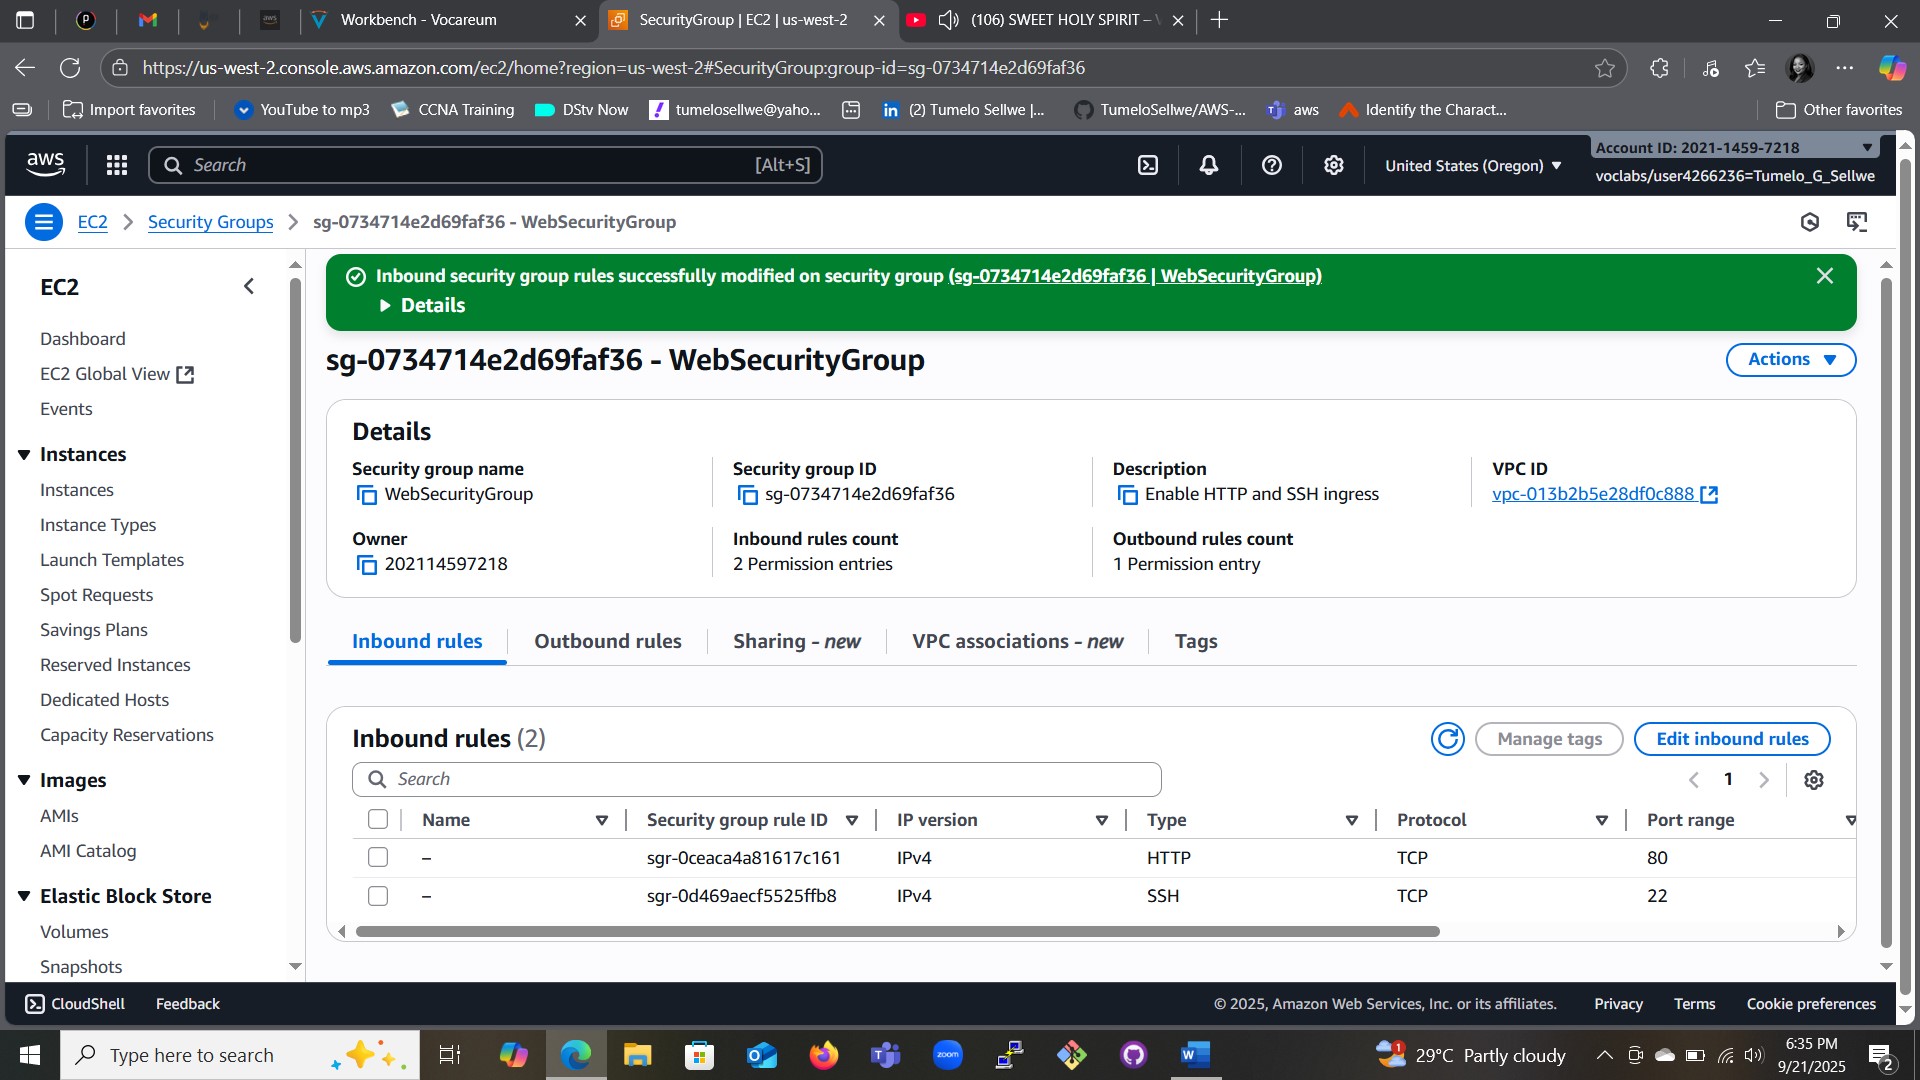 Workbench - Vocareum
SecurityGroup | EC2 | us-west-2
(106) SWEET HOLY SPIRIT –
https://us-west-2.console.aws.amazon.com/ec2/home?region=us-west-2#SecurityGroup:group-id=sg-0734714e2d69faf36
Import favorites
YouTube to mp3
CCNA Training
DStv Now
tumelosellwe@yaho...
(2) Tumelo Sellwe |...
TumeloSellwe/AWS-...
aws
Identify the Charact...
Other favorites
aws
Search
[Alt+S]
United States (Oregon)
Account ID: 2021-1459-7218
voclabs/user4266236=Tumelo_G_Sellwe
EC2
Security Groups
sg-0734714e2d69faf36 - WebSecurityGroup
EC2
Dashboard
EC2 Global View
Events
Instances
Instances
Instance Types
Launch Templates
Spot Requests
Savings Plans
Reserved Instances
Dedicated Hosts
Capacity Reservations
Images
AMIs
AMI Catalog
Elastic Block Store
Volumes
Snapshots
Inbound security group rules successfully modified on security group (sg-0734714e2d69faf36 | WebSecurityGroup)
Details
sg-0734714e2d69faf36 - WebSecurityGroup
Actions
Details
Security group name
WebSecurityGroup
Security group ID
sg-0734714e2d69faf36
Description
Enable HTTP and SSH ingress
VPC ID
vpc-013b2b5e28df0c888
Owner
202114597218
Inbound rules count
2 Permission entries
Outbound rules count
1 Permission entry
Inbound rules
Outbound rules
Sharing - new
VPC associations - new
Tags
Inbound rules (2)
Manage tags
Edit inbound rules
Search
1
Name Security group rule ID IP version Type Protocol Port range
– sgr-0ceaca4a81617c161 IPv4 HTTP TCP 80
– sgr-0d469aecf5525ffb8 IPv4 SSH TCP 22
CloudShell
Feedback
© 2025, Amazon Web Services, Inc. or its affiliates.
Privacy
Terms
Cookie preferences
Type here to search
zoom
1
29°C Partly cloudy
6:35 PM
9/21/2025
2